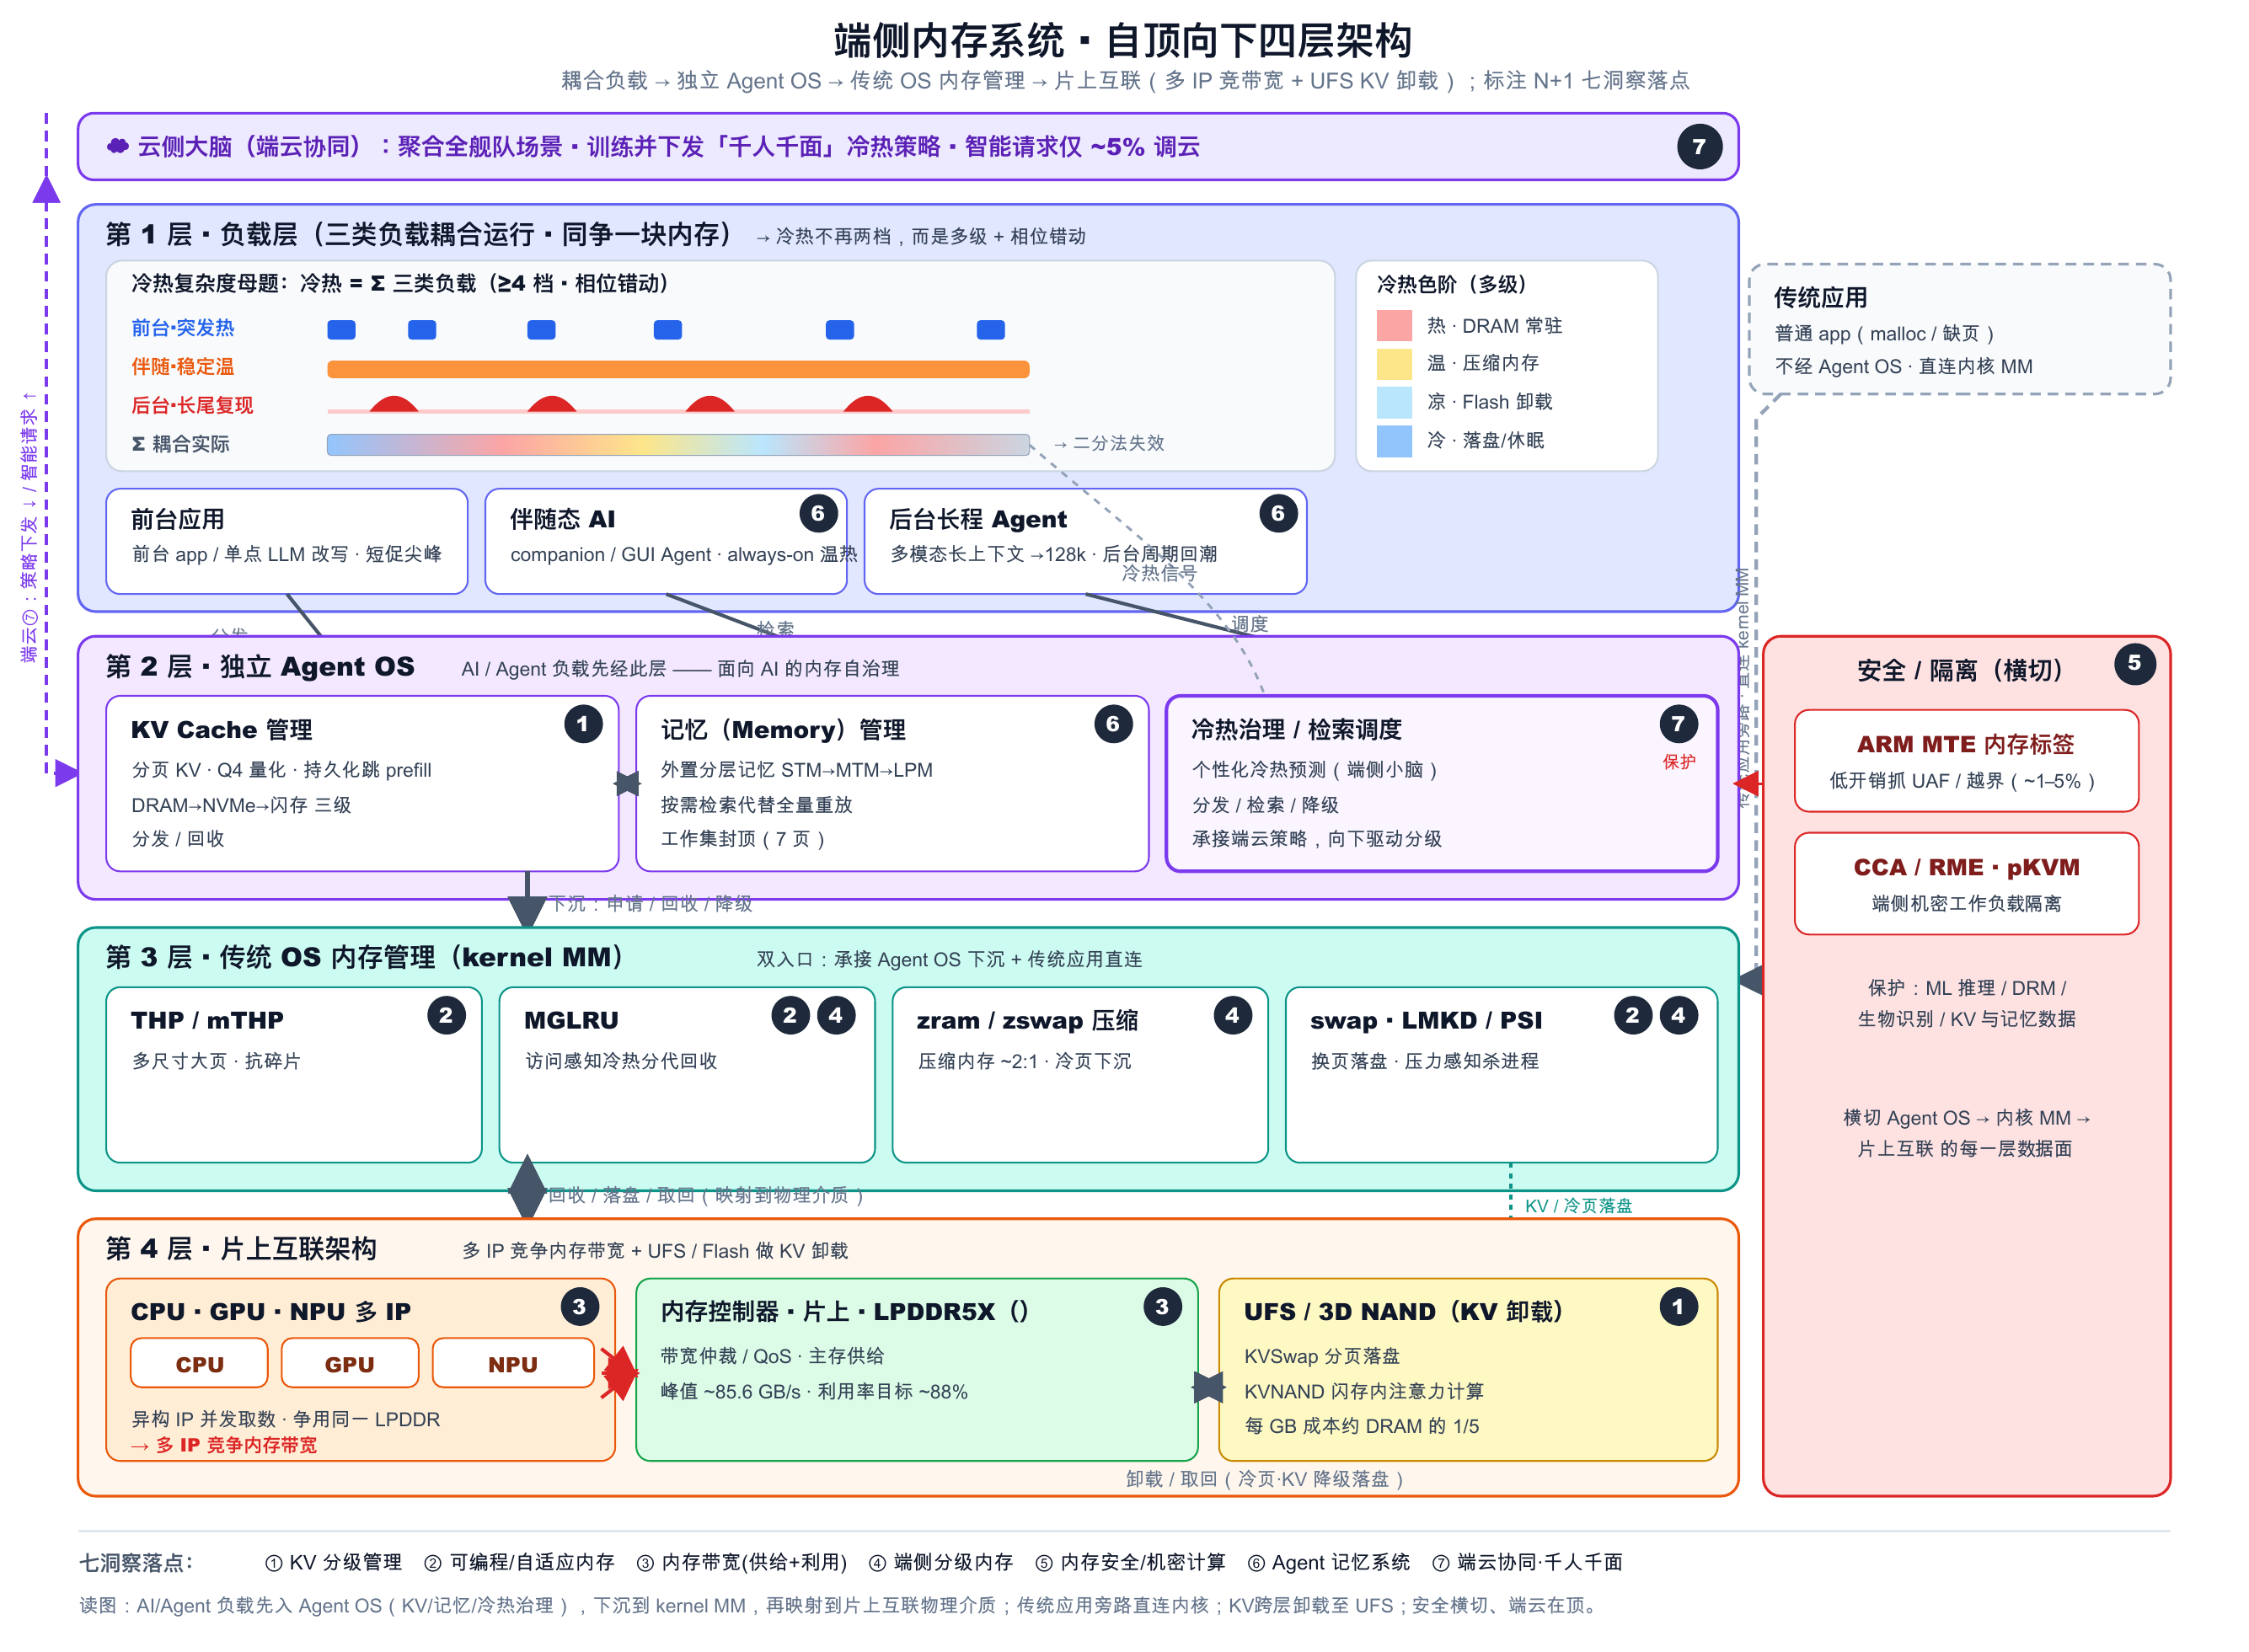 端侧内存系统 · 自顶向下四层架构
耦合负载 → 独立 Agent OS → 传统 OS 内存管理 → 片上互联（多 IP 竞带宽 + UFS KV 卸载）；标注 N+1 七洞察落点
云侧大脑（端云协同）：聚合全舰队场景 · 训练并下发「千人千面」冷热策略 · 智能请求仅 ~5% 调云
7
端云⑦：策略下发 ↓ / 智能请求 ↑
第 1 层 · 负载层（三类负载耦合运行 · 同争一块内存）
→ 冷热不再两档，而是多级 + 相位错动
冷热复杂度母题：冷热 = Σ 三类负载（≥4 档 · 相位错动）
前台·突发热
伴随·稳定温
后台·长尾复现
Σ 耦合实际
→ 二分法失效
冷热色阶（多级）
热 · DRAM 常驻
温 · 压缩内存
凉 · Flash 卸载
冷 · 落盘/休眠
传统应用
普通 app（malloc / 缺页）
不经 Agent OS · 直连内核 MM
前台应用
前台 app / 单点 LLM 改写 · 短促尖峰
伴随态 AI
6
companion / GUI Agent · always-on 温热
后台长程 Agent
6
多模态长上下文 →128k · 后台周期回潮
冷热信号
分发
检索
调度
传统应用旁路 · 直连 kernel MM
第 2 层 · 独立 Agent OS
AI / Agent 负载先经此层 —— 面向 AI 的内存自治理
KV Cache 管理
1
分页 KV · Q4 量化 · 持久化跳 prefill
DRAM→NVMe→闪存 三级
分发 / 回收
记忆（Memory）管理
6
外置分层记忆 STM→MTM→LPM
按需检索代替全量重放
工作集封顶（7 页）
冷热治理 / 检索调度
7
保护
个性化冷热预测（端侧小脑）
分发 / 检索 / 降级
承接端云策略，向下驱动分级
下沉：申请 / 回收 / 降级
安全 / 隔离（横切）
5
ARM MTE 内存标签
低开销抓 UAF / 越界（~1–5%）
CCA / RME · pKVM
端侧机密工作负载隔离
保护：ML 推理 / DRM /
生物识别 / KV 与记忆数据
横切 Agent OS → 内核 MM →
片上互联 的每一层数据面
第 3 层 · 传统 OS 内存管理（kernel MM）
双入口：承接 Agent OS 下沉 + 传统应用直连
THP / mTHP
2
多尺寸大页 · 抗碎片
MGLRU
2 4
访问感知冷热分代回收
zram / zswap 压缩
4
压缩内存 ~2:1 · 冷页下沉
swap · LMKD / PSI
2 4
换页落盘 · 压力感知杀进程
回收 / 落盘 / 取回（映射到物理介质）
KV / 冷页落盘
第 4 层 · 片上互联架构
多 IP 竞争内存带宽 + UFS / Flash 做 KV 卸载
CPU · GPU · NPU 多 IP
3
CPU
GPU
NPU
异构 IP 并发取数 · 争用同一 LPDDR
→ 多 IP 竞争内存带宽
内存控制器 · 片上 · LPDDR5X（）
3
带宽仲裁 / QoS · 主存供给
峰值 ~85.6 GB/s · 利用率目标 ~88%
UFS / 3D NAND（KV 卸载）
1
KVSwap 分页落盘
KVNAND 闪存内注意力计算
每 GB 成本约 DRAM 的 1/5
卸载 / 取回（冷页·KV 降级落盘）
七洞察落点：
① KV 分级管理 ② 可编程/自适应内存 ③ 内存带宽(供给+利用) ④ 端侧分级内存 ⑤ 内存安全/机密计算 ⑥ Agent 记忆系统 ⑦ 端云协同·千人千面
读图：AI/Agent 负载先入 Agent OS（KV/记忆/冷热治理），下沉到 kernel MM，再映射到片上互联物理介质；传统应用旁路直连内核；KV跨层卸载至 UFS；安全横切、端云在顶。